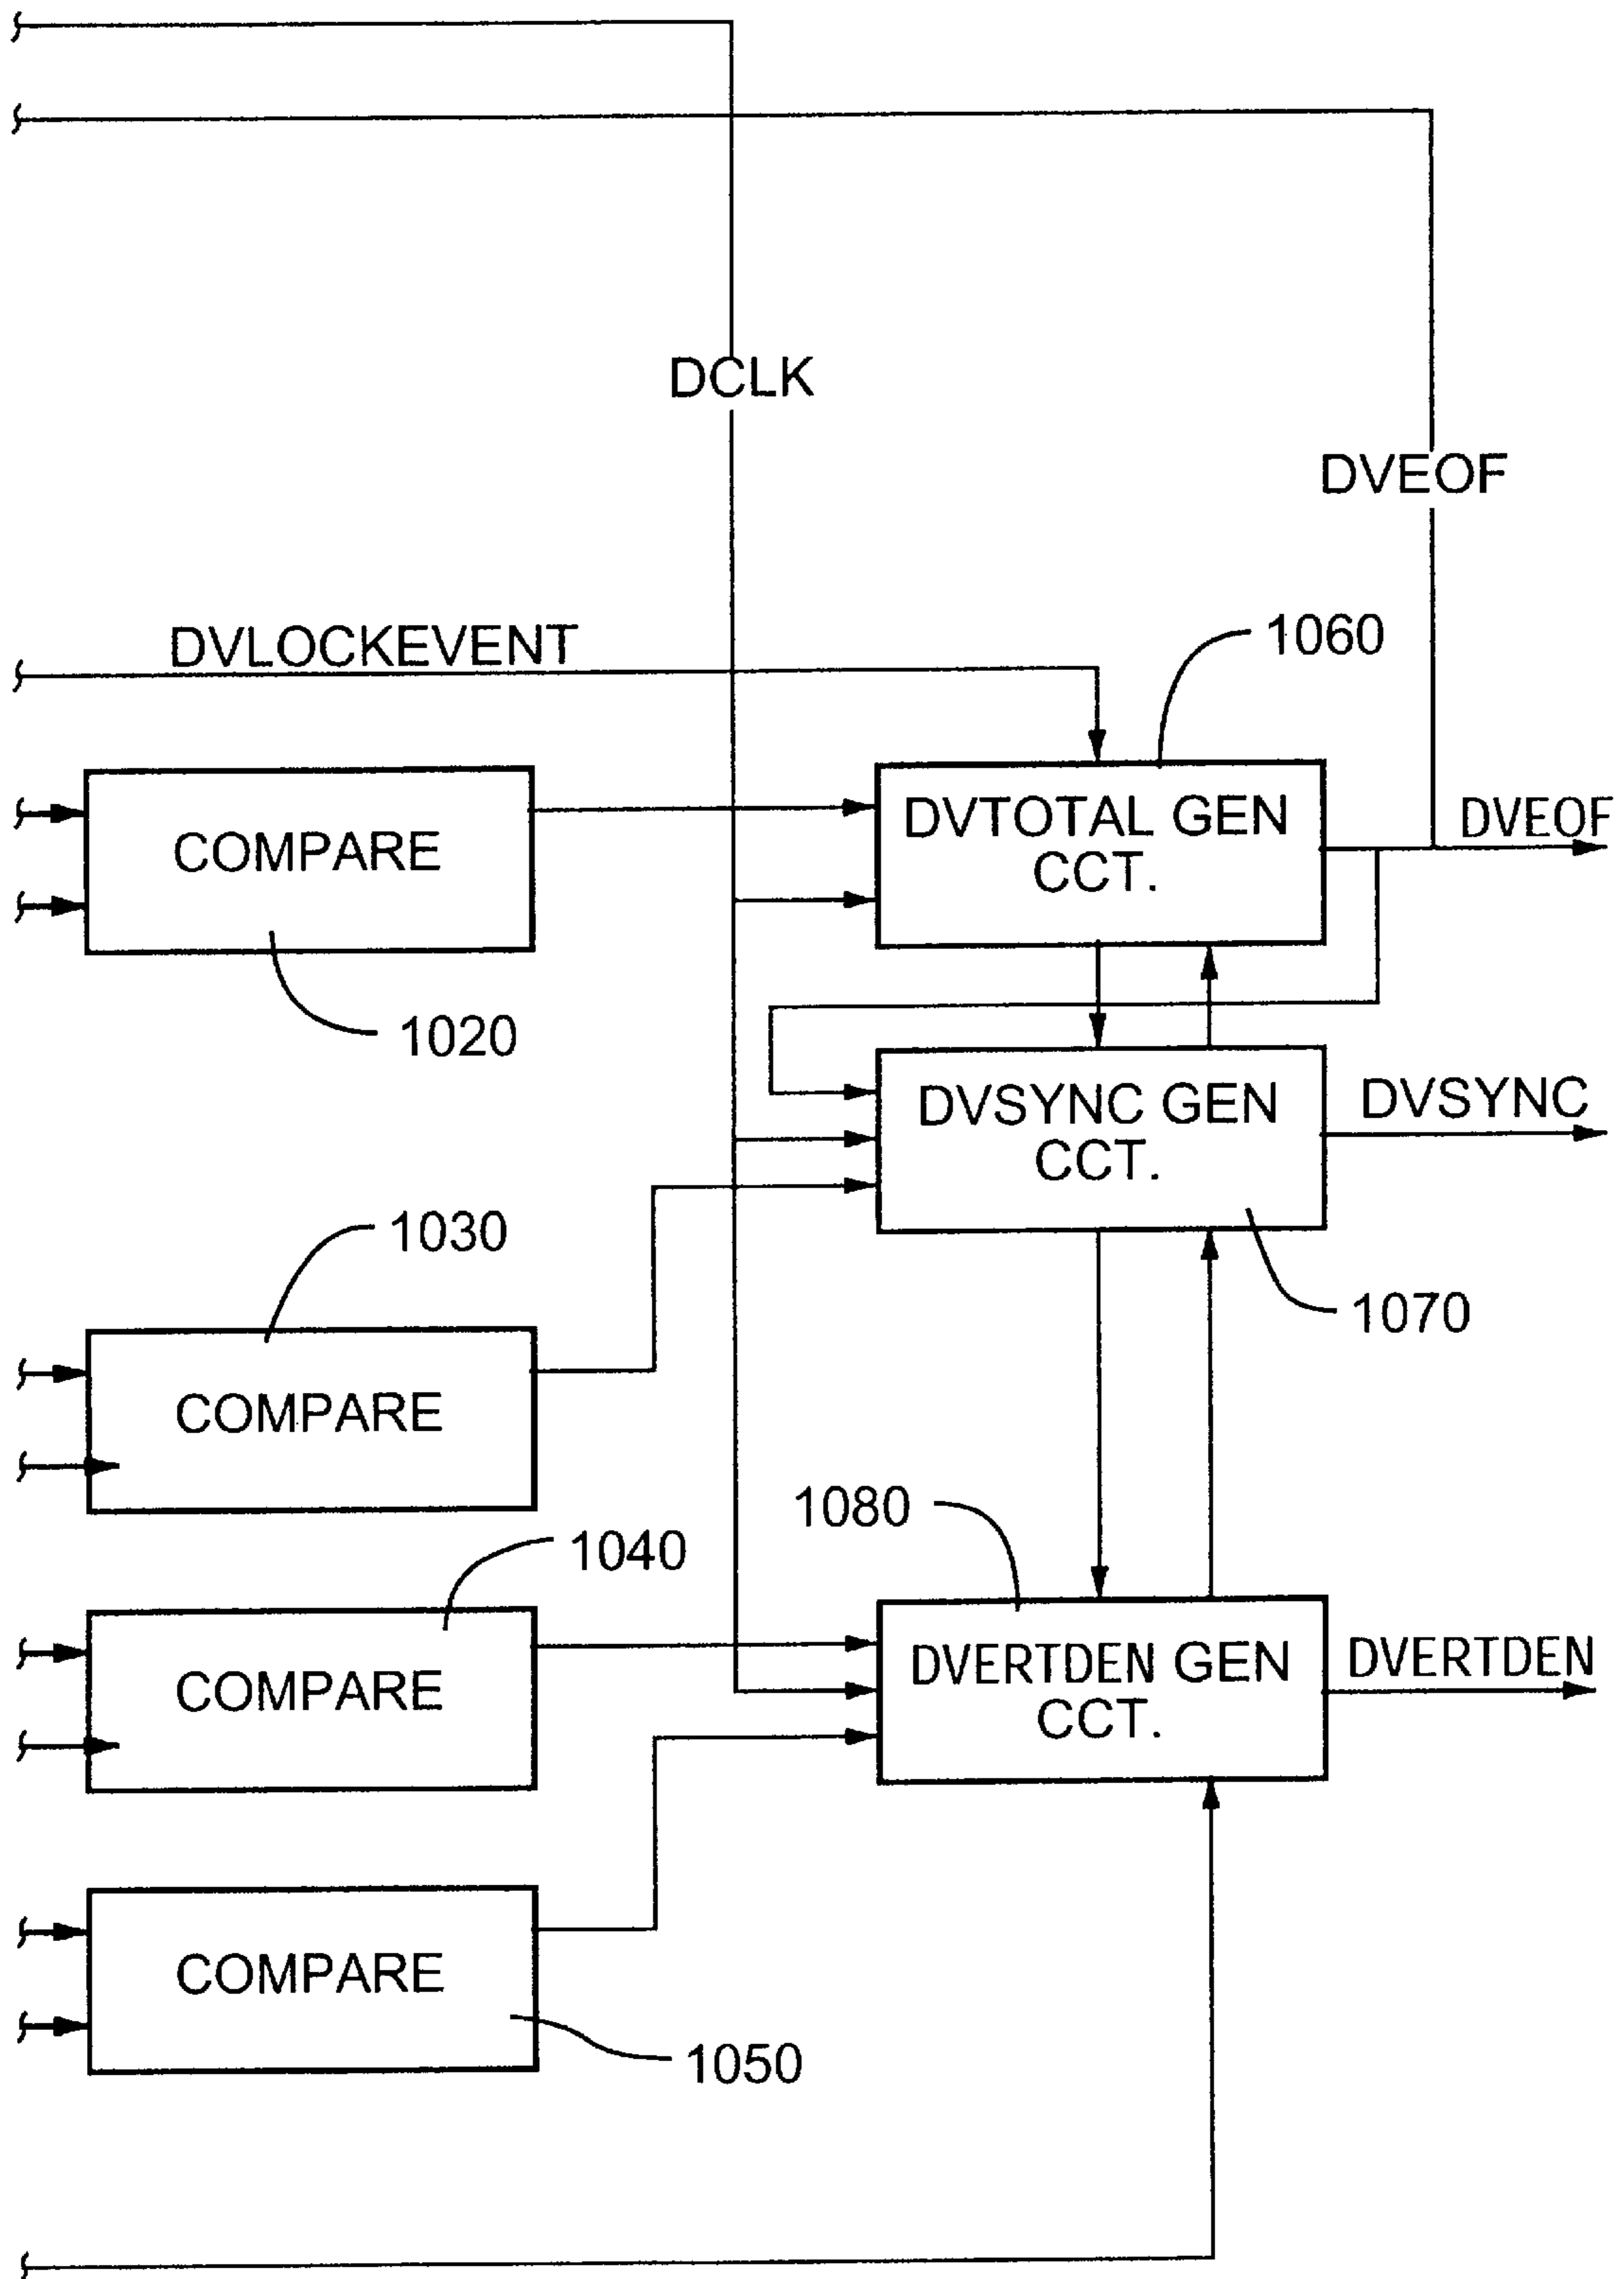 DCLK
DVEOF
DVLOCKEVENT
1060
COMPARE
DVTOTAL GEN
CCT.
DVEOF
1020
DVSYNC GEN
CCT.
DVSYNC
1030
1070
COMPARE
1080
1040
COMPARE
DVERTDEN GEN
CCT.
DVERTDEN
COMPARE
1050